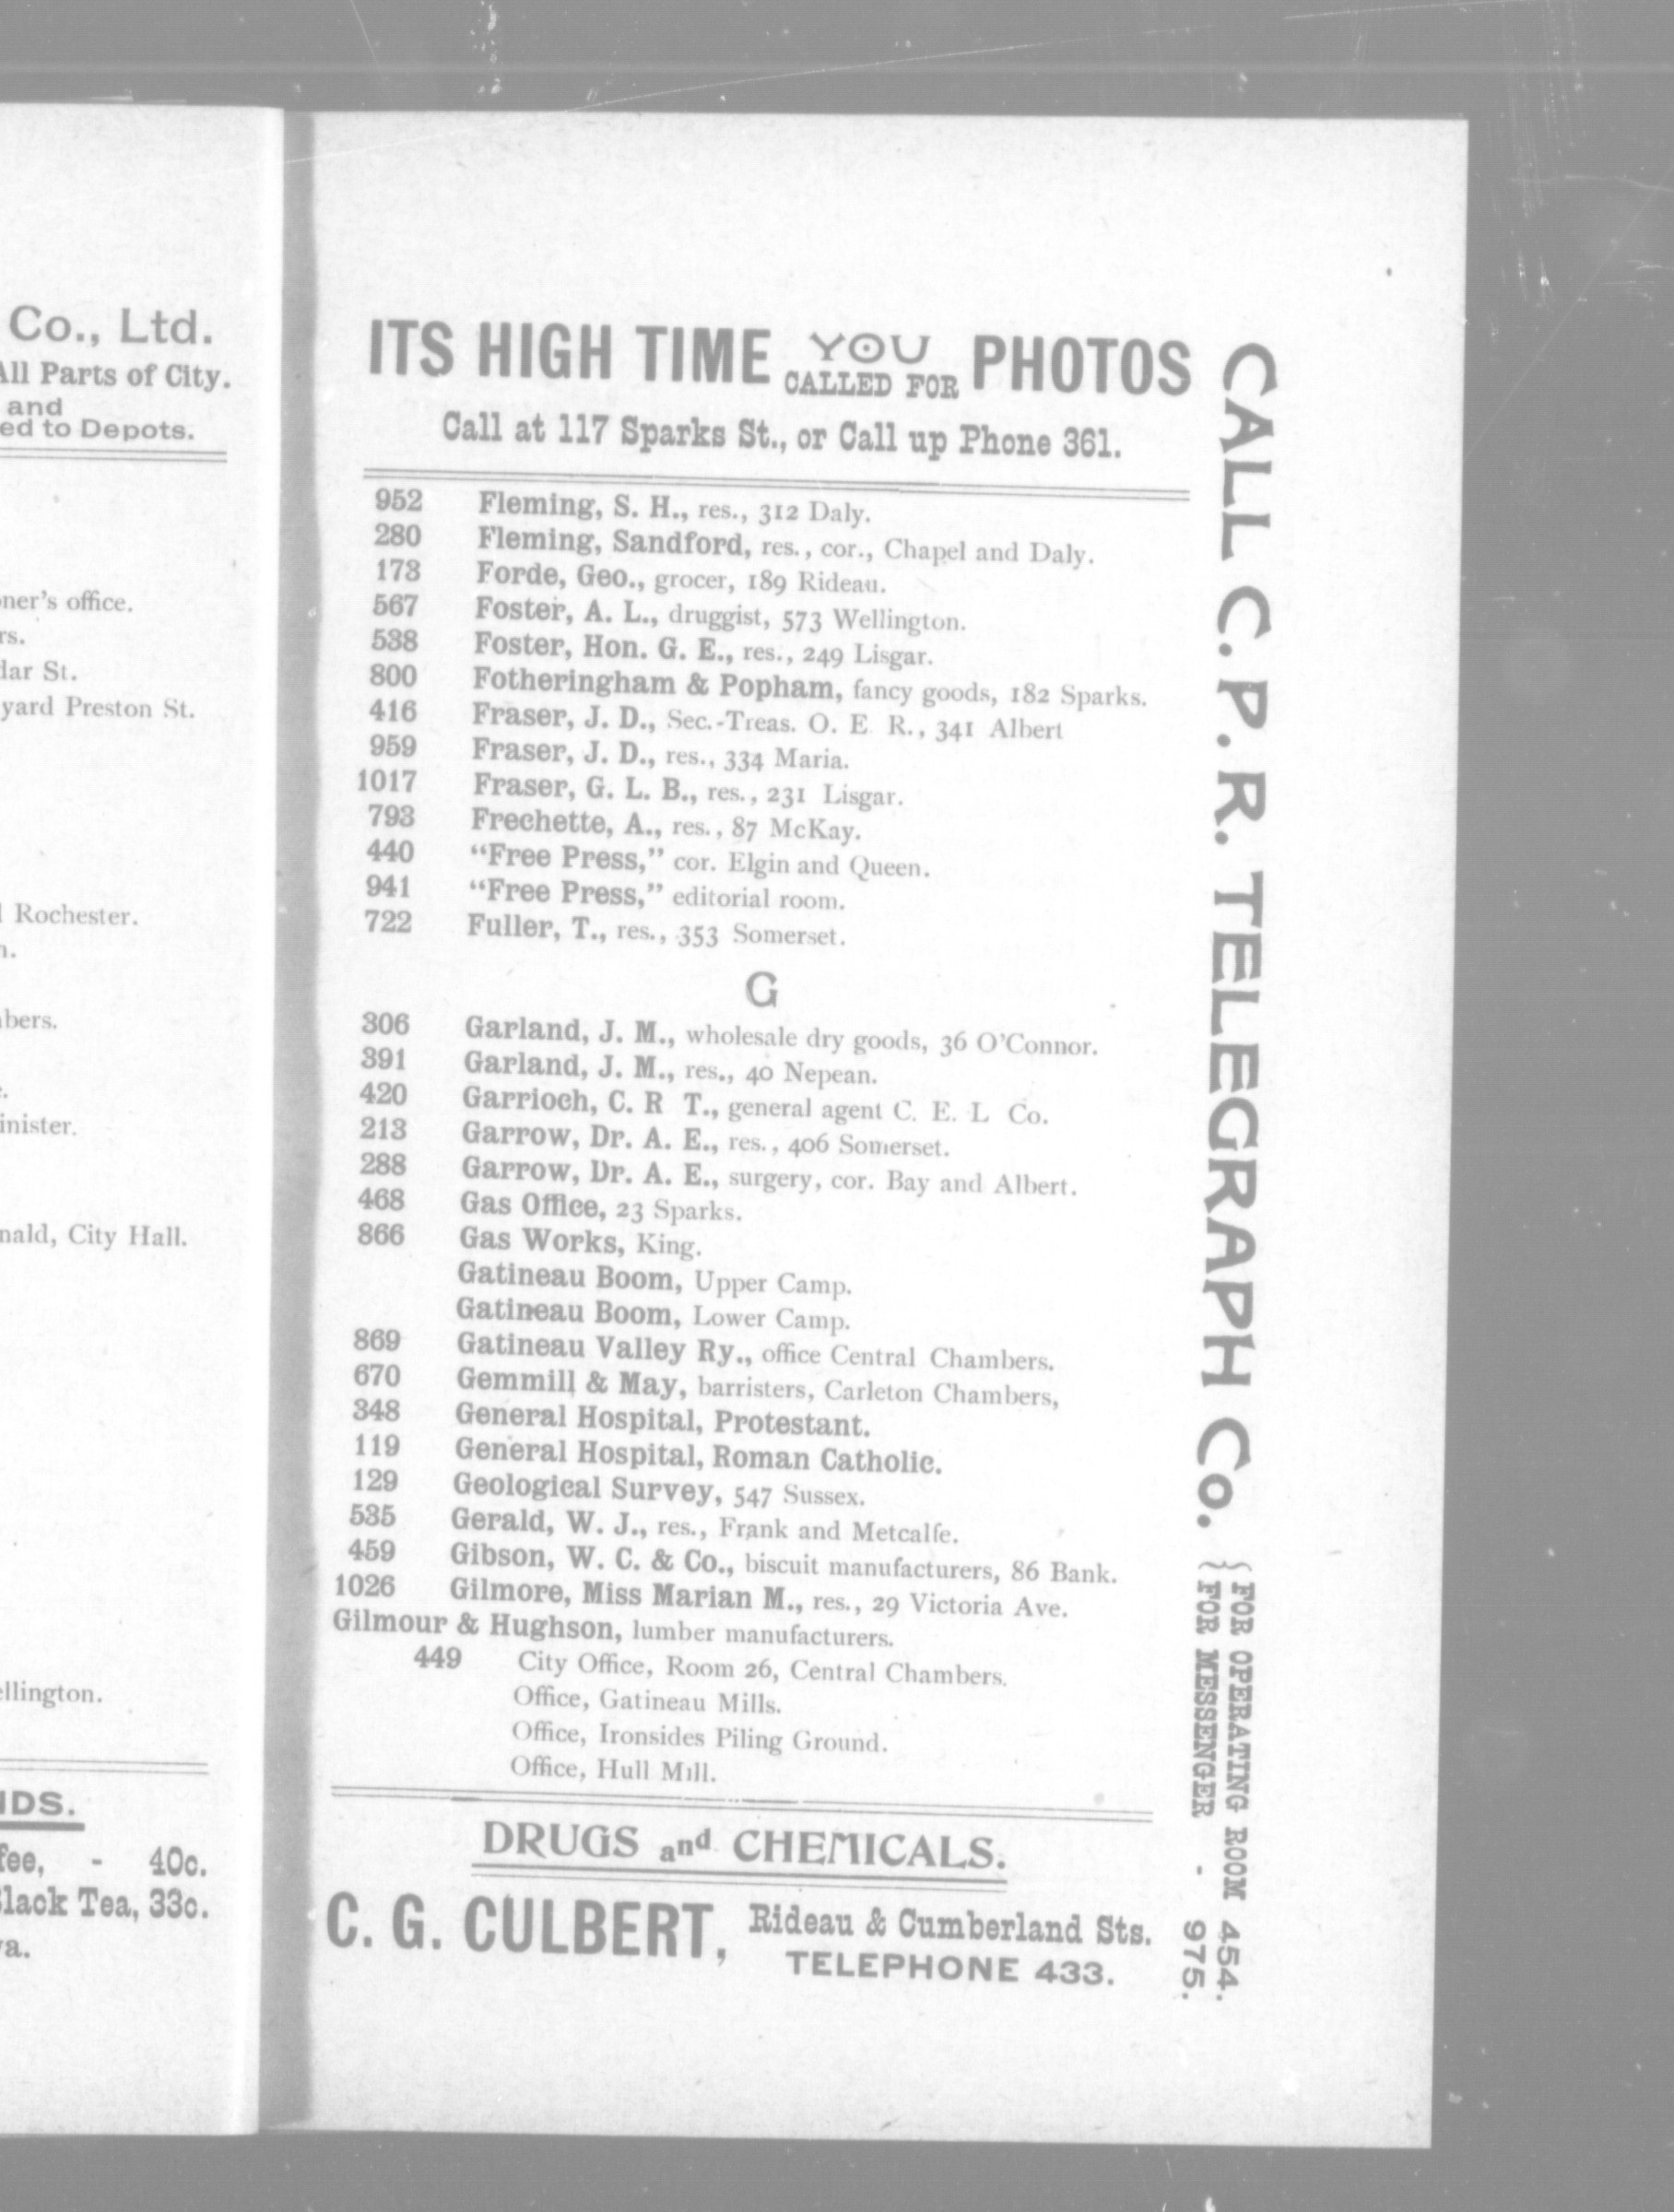 Co., Ltd.
All Parts of City.
and
ed to Depots.
ner's office.
rs.
lar St.
yard Preston St.
Rochester.
bers.
inister.
nald, City Hall.
ellington.
NDS.
fee, - 40c.
Black Tea, 33c.
va.
ITS HIGH TIME YOU CALLED FOR PHOTOS
Call at 117 Sparks St., or Call up Phone 361.
952 Fleming, S. H., res., 312 Daly.
280 Fleming, Sandford, res., cor., Chapel and Daly.
173 Forde, Geo., grocer, 189 Rideau.
567 Foster, A. L., druggist, 573 Wellington.
538 Foster, Hon. G. E., res., 249 Lisgar.
800 Fotheringham & Popham, fancy goods, 182 Sparks.
416 Fraser, J. D., Sec.-Treas. O. E. R., 341 Albert
959 Fraser, J. D., res., 334 Maria.
1017 Fraser, G. L. B., res., 231 Lisgar.
793 Frechette, A., res., 87 McKay.
440 "Free Press," cor. Elgin and Queen.
941 "Free Press," editorial room.
722 Fuller, T., res., 353 Somerset.
G
306 Garland, J. M., wholesale dry goods, 36 O'Connor.
391 Garland, J. M., res., 40 Nepean.
420 Garrioch, C. R T., general agent C. E. L Co.
213 Garrow, Dr. A. E., res., 406 Somerset.
288 Garrow, Dr. A. E., surgery, cor. Bay and Albert.
468 Gas Office, 23 Sparks.
866 Gas Works, King.
Gatineau Boom, Upper Camp.
Gatineau Boom, Lower Camp.
869 Gatineau Valley Ry., office Central Chambers.
670 Gemmill & May, barristers, Carleton Chambers,
348 General Hospital, Protestant.
119 General Hospital, Roman Catholic.
129 Geological Survey, 547 Sussex.
535 Gerald, W. J., res., Frank and Metcalfe.
459 Gibson, W. C. & Co., biscuit manufacturers, 86 Bank.
1026 Gilmore, Miss Marian M., res., 29 Victoria Ave.
Gilmour & Hughson, lumber manufacturers.
449 City Office, Room 26, Central Chambers.
Office, Gatineau Mills.
Office, Ironsides Piling Ground.
Office, Hull Mill.
DRUGS and CHEMICALS.
C. G. CULBERT, Rideau & Cumberland Sts.
TELEPHONE 433.
CALL C. P. R. TELEGRAPH Co.
{ FOR OPERATING ROOM 454.
{ FOR MESSENGER - 975.